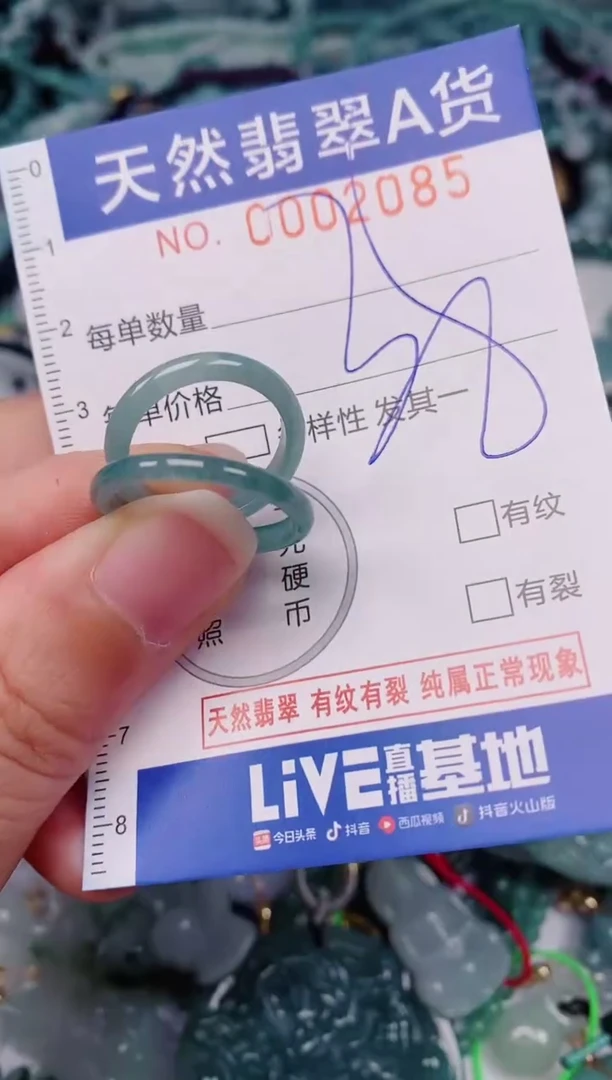 天然翡翠A货
0
NO. 0002085
1
2
每单数量
3
单价格
样性 发其一
有纹
硬
币
照
有裂
天然翡翠 有纹有裂 纯属正常现象
7
LiVE直播基地
8
今日头条 抖音 西瓜视频 抖音火山版